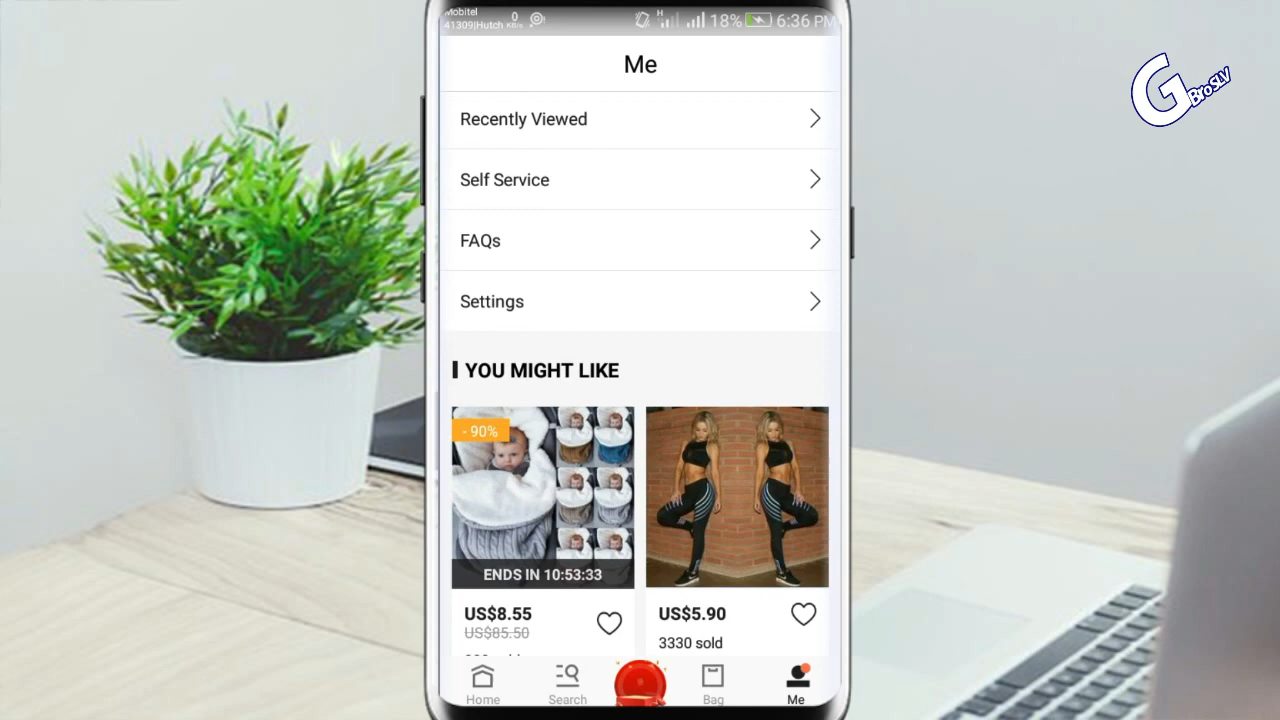 Mobitel
41309|Hutch
0
KB/s
H
18%
6:36 PM
Me
Recently Viewed
Self Service
FAQs
Settings
YOU MIGHT LIKE
- 90%
ENDS IN 10:53:33
US$8.55
US$85.50
US$5.90
3330 sold
Home
Search
Bag
Me
G BroSLV